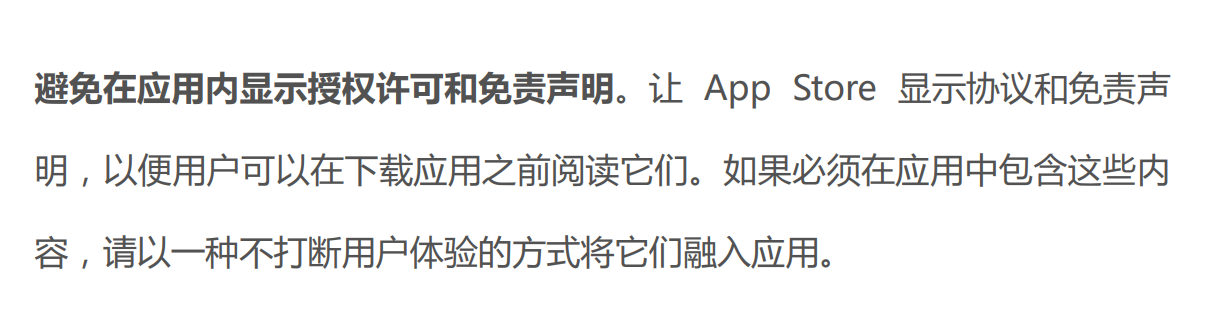 避免在应用内显示授权许可和免责声明。让 App Store 显示协议和免责声
明，以便用户可以在下载应用之前阅读它们。如果必须在应用中包含这些内
容，请以一种不打断用户体验的方式将它们融入应用。